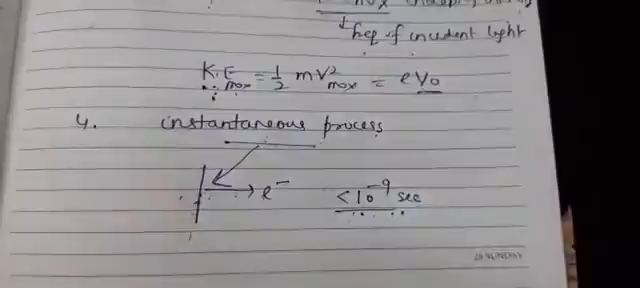 freq of incident light
K.E max = 1/2 mV²max = eV₀
4. instantaneous process
e⁻ <10⁻⁹ sec